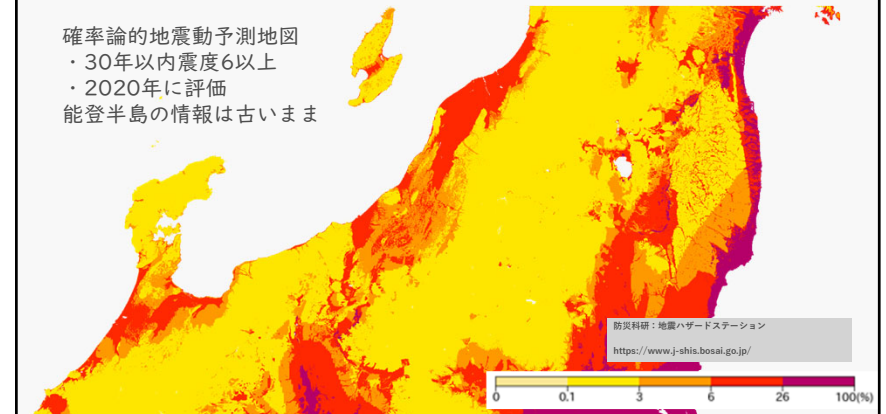 確率論的地震動予測地図
・30年以内震度6以上
・2020年に評価
能登半島の情報は古いまま
防災科研：地震ハザードステーション
https://www.j-shis.bosai.go.jp/
0 0.1 3 6 26 100(%)